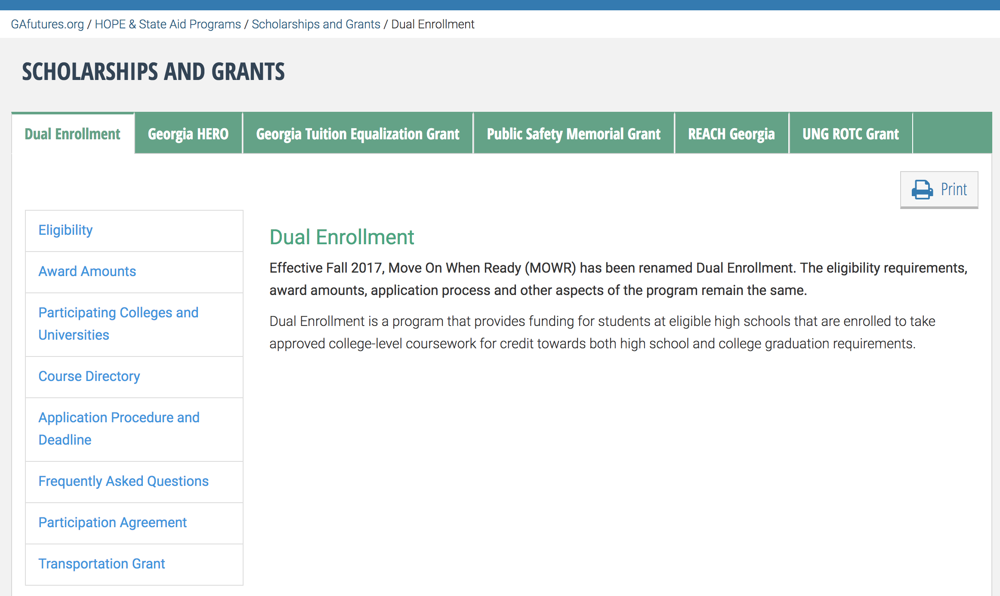 GAfutures.org / HOPE & State Aid Programs / Scholarships and Grants / Dual Enrollment
SCHOLARSHIPS AND GRANTS
Dual Enrollment
Georgia HERO
Georgia Tuition Equalization Grant
Public Safety Memorial Grant
REACH Georgia
UNG ROTC Grant
Print
Eligibility
Award Amounts
Participating Colleges and
Universities
Course Directory
Application Procedure and
Deadline
Frequently Asked Questions
Participation Agreement
Transportation Grant
Dual Enrollment
Effective Fall 2017, Move On When Ready (MOWR) has been renamed Dual Enrollment. The eligibility requirements,
award amounts, application process and other aspects of the program remain the same.
Dual Enrollment is a program that provides funding for students at eligible high schools that are enrolled to take
approved college-level coursework for credit towards both high school and college graduation requirements.